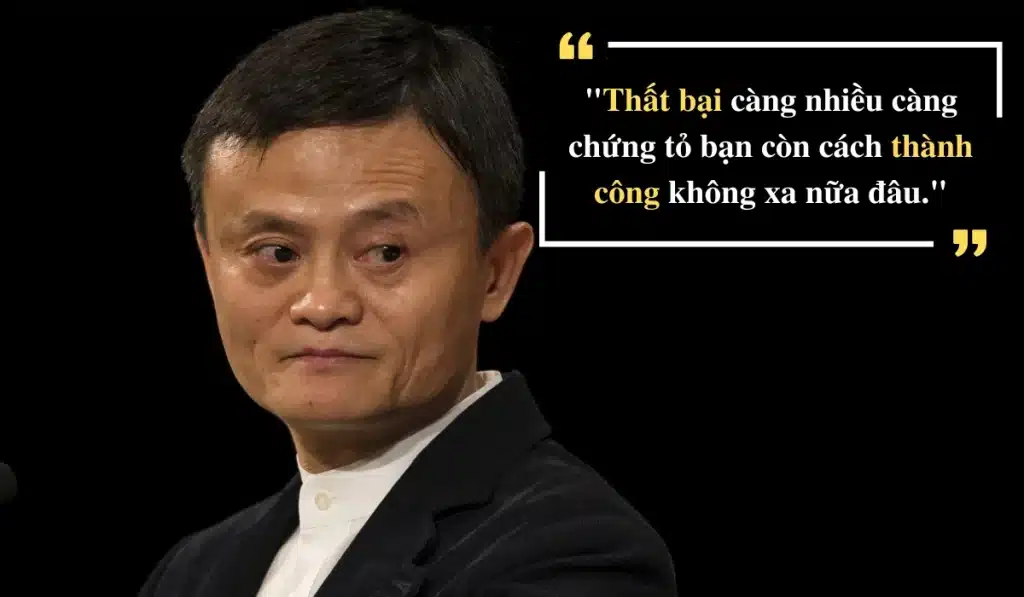 "Thất bại càng nhiều càng
chứng tỏ bạn còn cách thành
công không xa nữa đâu."